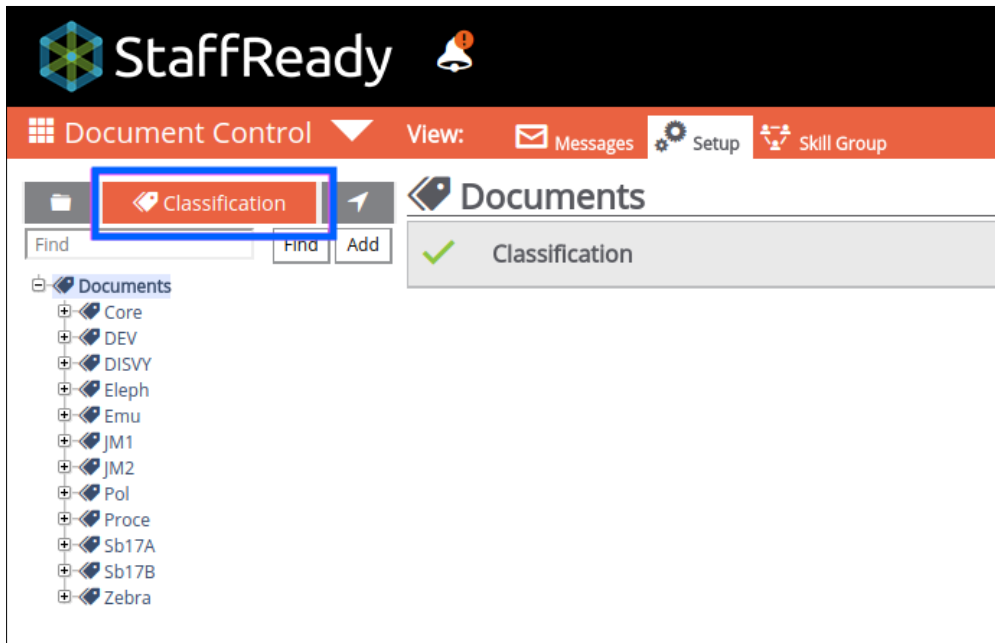 StaffReady
Document Control View: Messages Setup Skill Group
Classification
Documents
Find Find Add
Classification
Documents
Core
DEV
DISVY
Eleph
Emu
JM1
JM2
Pol
Proce
Sb17A
Sb17B
Zebra